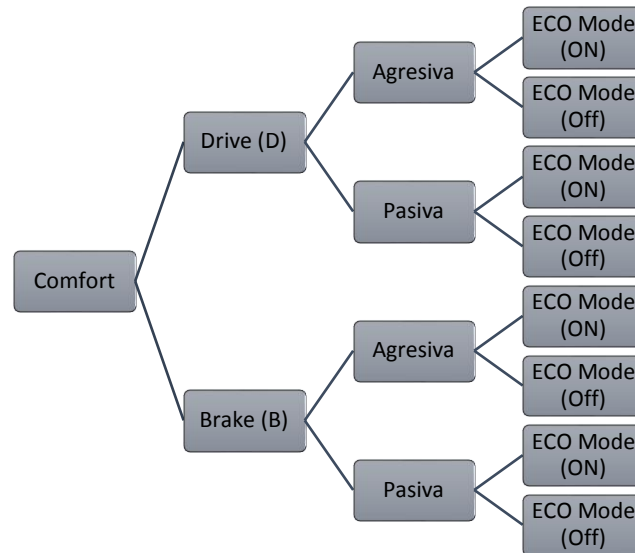 Comfort
Drive (D)
Agresiva
ECO Mode
(ON)
ECO Mode
(Off)
Pasiva
ECO Mode
(ON)
ECO Mode
(Off)
Brake (B)
Agresiva
ECO Mode
(ON)
ECO Mode
(Off)
Pasiva
ECO Mode
(ON)
ECO Mode
(Off)